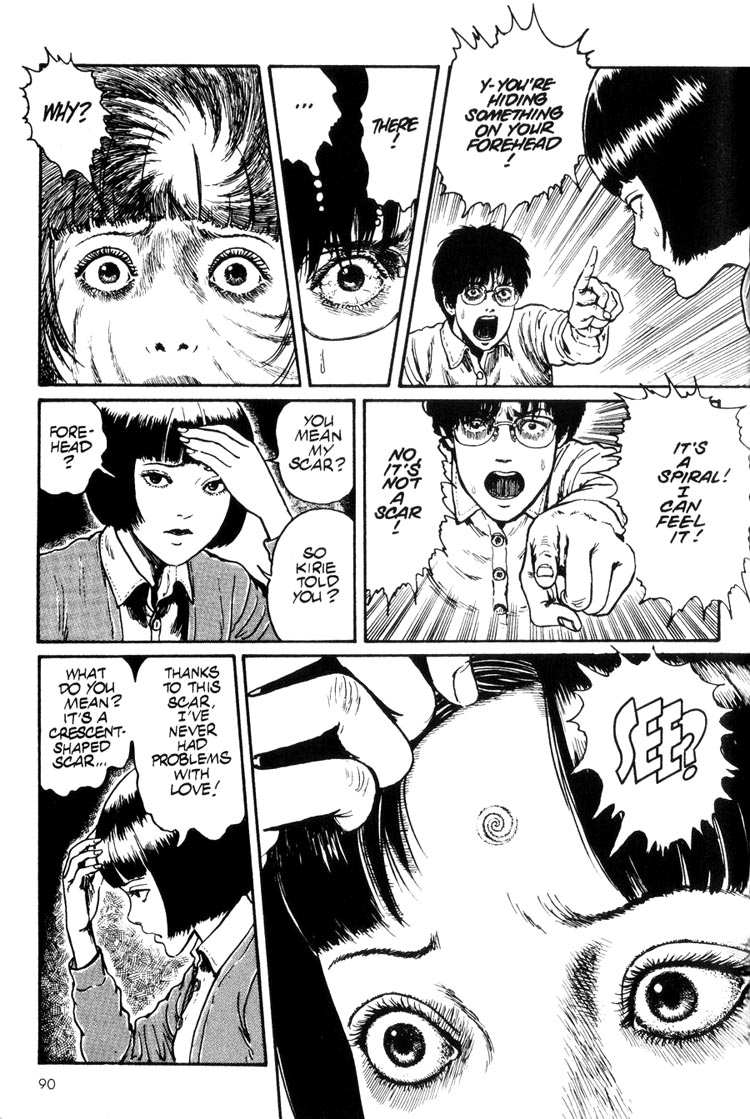 WHY?
...
THERE
!
Y-YOU'RE
HIDING
SOMETHING
ON YOUR
FOREHEAD
!
FORE-
HEAD
?
YOU
MEAN
MY
SCAR?
SO
KIRIE
TOLD
YOU?
NO,
IT'S
NOT
A
SCAR
!
IT'S
A
SPIRAL!
I
CAN
FEEL
IT!
WHAT
DO YOU
MEAN?
IT'S A
CRESCENT-
SHAPED
SCAR...
THANKS
TO THIS
SCAR,
I'VE
NEVER
HAD
PROBLEMS
WITH
LOVE!
SEE?
90